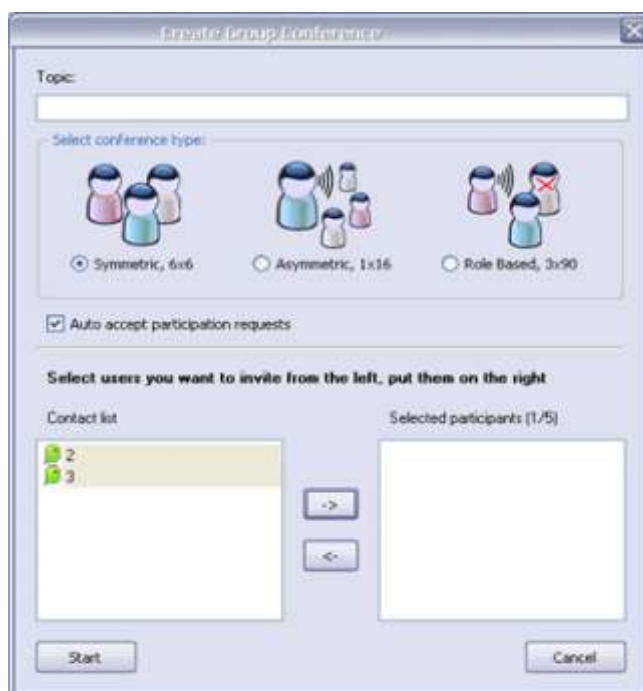 Create Group Conference
Topic:
Select conference type:
Symmetric, 6x6 Asymmetric, 1x16 Role Based, 3x90
Auto accept participation requests
Select users you want to invite from the left, put them on the right
Contact list Selected participants (1/5)
2
3
->
<-
Start Cancel